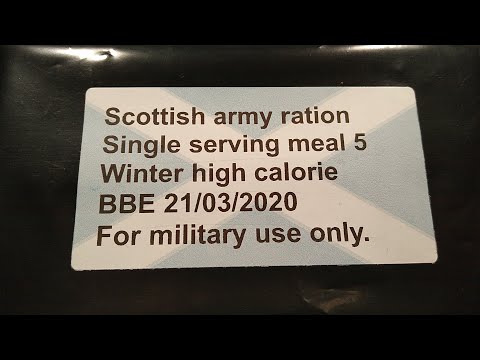 Scottish army ration
Single serving meal 5
Winter high calorie
BBE 21/03/2020
For military use only.